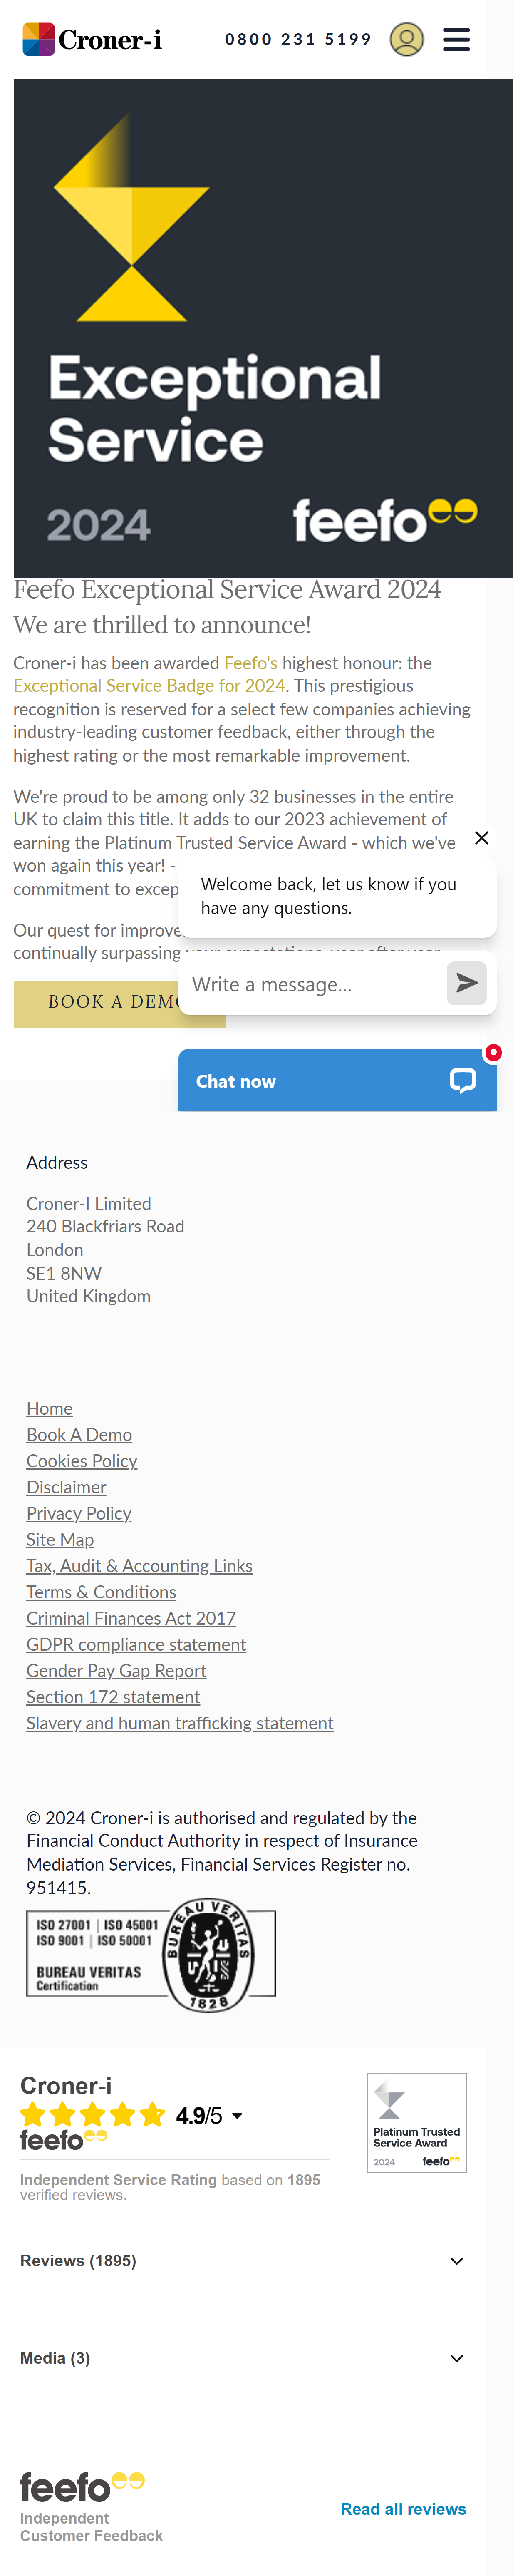 Croner-i
0800 231 5199
Exceptional
Service
2024
feefo
Feefo Exceptional Service Award 2024
We are thrilled to announce!
Croner-i has been awarded Feefo's highest honour: the
Exceptional Service Badge for 2024. This prestigious
recognition is reserved for a select few companies achieving
industry-leading customer feedback, either through the
highest rating or the most remarkable improvement.
We're proud to be among only 32 businesses in the entire
UK to claim this title. It adds to our 2023 achievement of
earning the Platinum Trusted Service Award - which we've
won again this year! -
commitment to excep
Our quest for improve
continually surpassing your expectations, year after year
BOOK A DEMO
Welcome back, let us know if you
have any questions.
Write a message...
Chat now
Address
Croner-I Limited
240 Blackfriars Road
London
SE1 8NW
United Kingdom
Home
Book A Demo
Cookies Policy
Disclaimer
Privacy Policy
Site Map
Tax, Audit & Accounting Links
Terms & Conditions
Criminal Finances Act 2017
GDPR compliance statement
Gender Pay Gap Report
Section 172 statement
Slavery and human trafficking statement
© 2024 Croner-i is authorised and regulated by the
Financial Conduct Authority in respect of Insurance
Mediation Services, Financial Services Register no.
951415.
ISO 27001 | ISO 45001
ISO 9001 | ISO 50001
BUREAU VERITAS
Certification
BUREAU VERITAS
1828
Croner-i
4.9/5
feefo
Independent Service Rating based on 1895
verified reviews.
Platinum Trusted
Service Award
2024 feefo
Reviews (1895)
Media (3)
feefo
Independent
Customer Feedback
Read all reviews